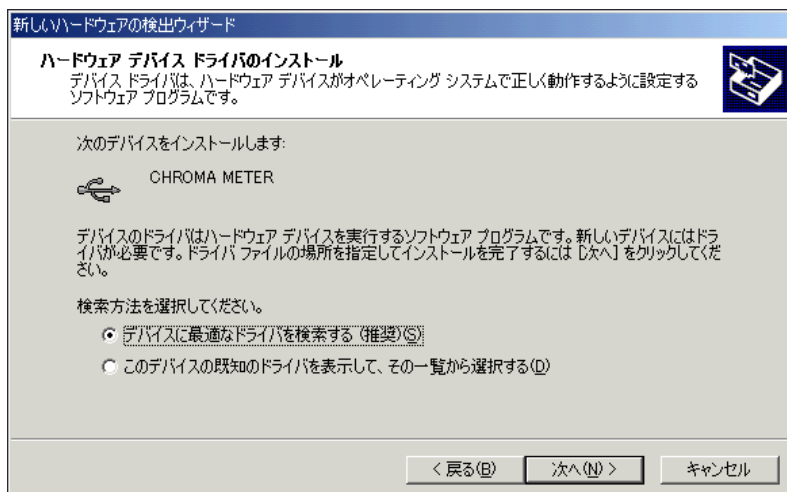 新しいハードウェアの検出ウィザード
ハードウェア デバイス ドライバのインストール
デバイス ドライバは、ハードウェア デバイスがオペレーティング システムで正しく動作するように設定する
ソフトウェア プログラムです。
次のデバイスをインストールします:
CHROMA METER
デバイスのドライバはハードウェア デバイスを実行するソフトウェア プログラムです。新しいデバイスにはドラ
イバが必要です。ドライバ ファイルの場所を指定してインストールを完了するには [次へ] をクリックしてくだ
さい。
検索方法を選択してください。
デバイスに最適なドライバを検索する (推奨)(S)
このデバイスの既知のドライバを表示して、その一覧から選択する(D)
< 戻る(B)
次へ(N) >
キャンセル